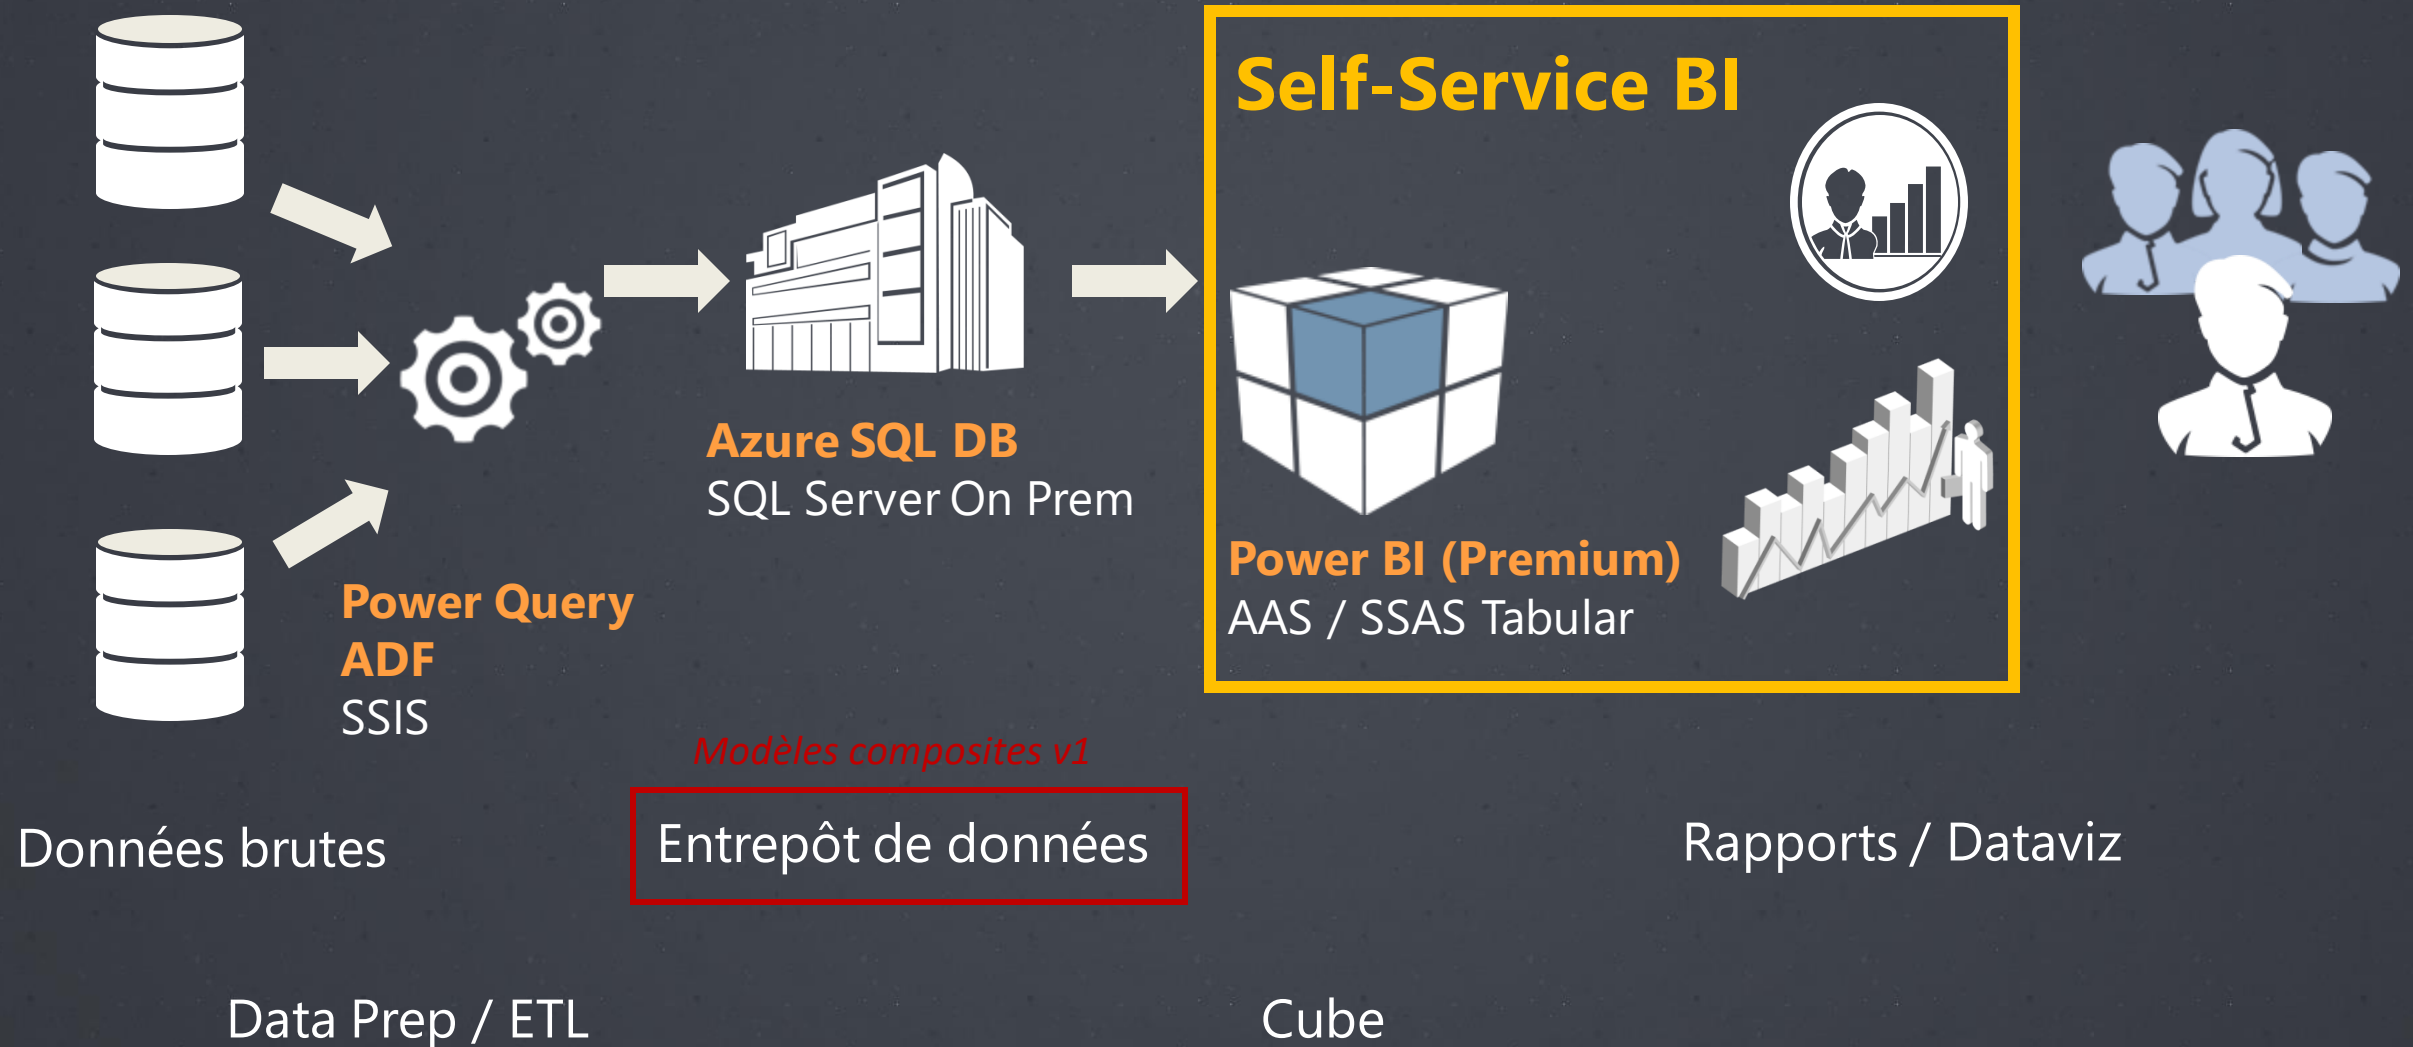 Self-Service BI
Azure SQL DB
SQL Server On Prem
Power BI (Premium)
AAS / SSAS Tabular
Power Query
ADF
SSIS
Modèles composites v1
Données brutes
Entrepôt de données
Rapports / Dataviz
Data Prep / ETL
Cube